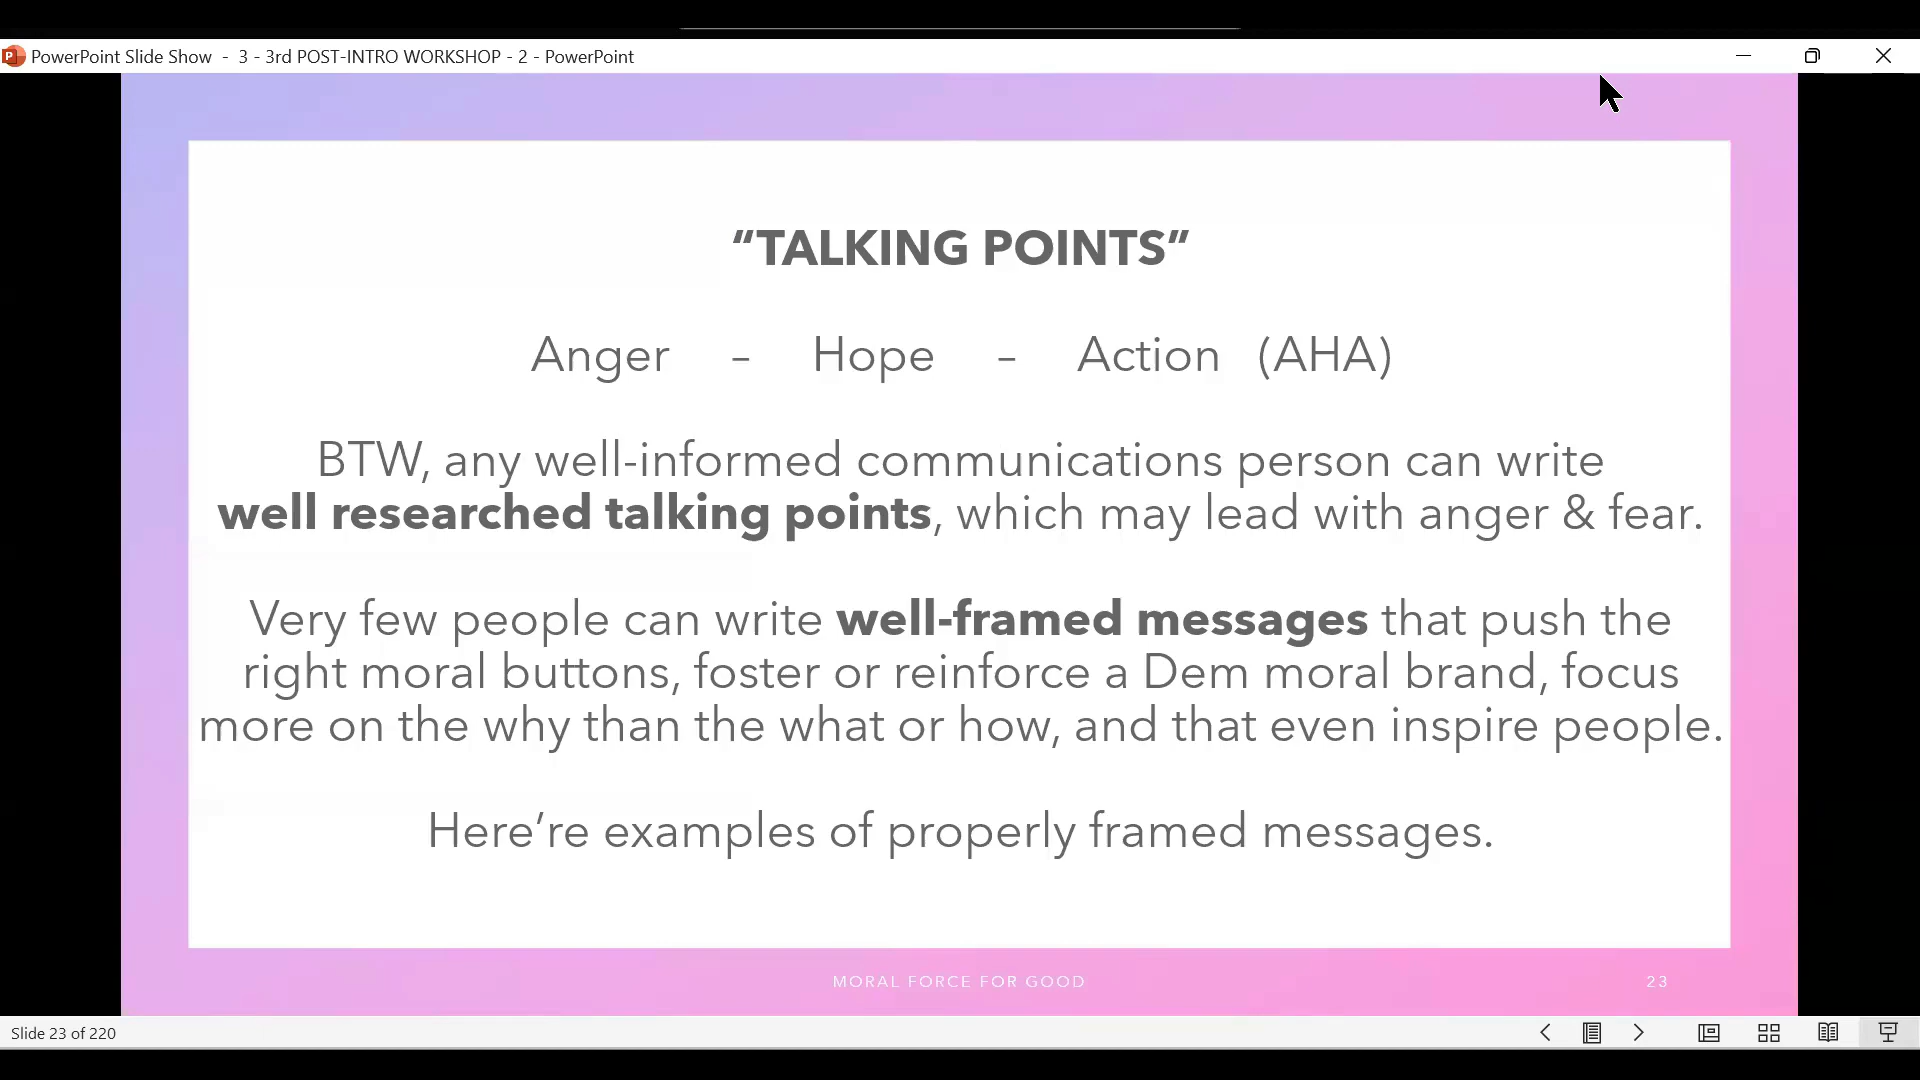 PowerPoint Slide Show - 3 - 3rd POST-INTRO WORKSHOP - 2 - PowerPoint
“TALKING POINTS”
Anger – Hope – Action (AHA)
BTW, any well-informed communications person can write
well researched talking points, which may lead with anger & fear.
Very few people can write well-framed messages that push the
right moral buttons, foster or reinforce a Dem moral brand, focus
more on the why than the what or how, and that even inspire people.
Here’re examples of properly framed messages.
MORAL FORCE FOR GOOD
23
Slide 23 of 220